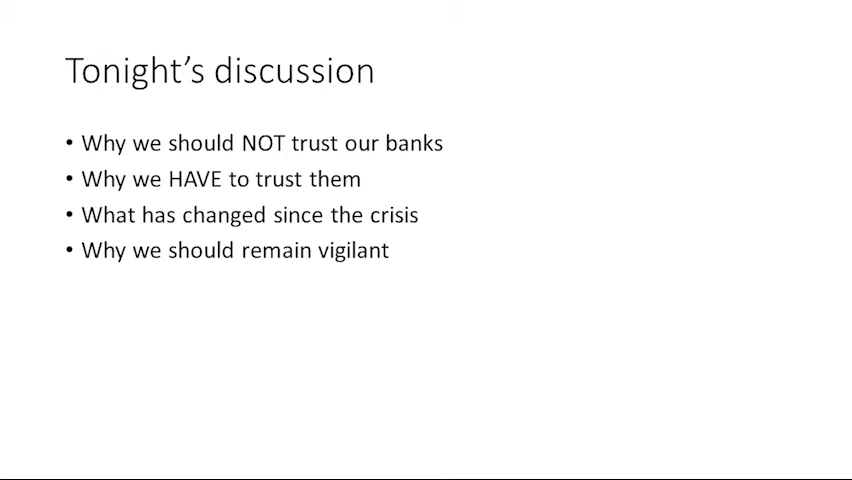 Tonight’s discussion
• Why we should NOT trust our banks
• Why we HAVE to trust them
• What has changed since the crisis
• Why we should remain vigilant